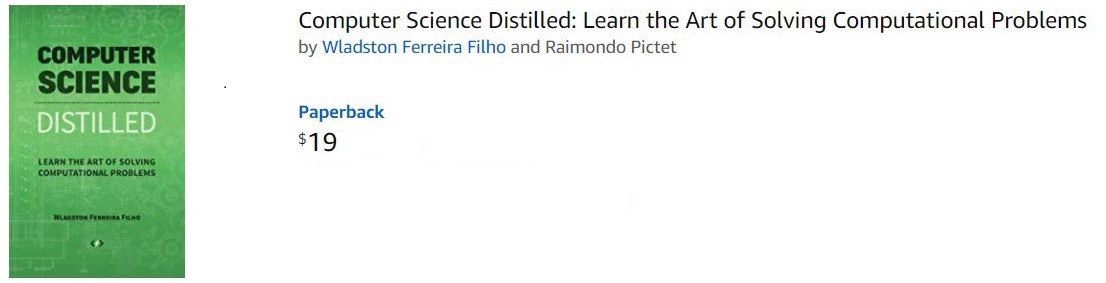 COMPUTER
SCIENCE
DISTILLED
LEARN THE ART OF SOLVING
COMPUTATIONAL PROBLEMS
WLADSTON FERREIRA FILHO
Computer Science Distilled: Learn the Art of Solving Computational Problems
by Wladston Ferreira Filho and Raimondo Pictet
Paperback
$19